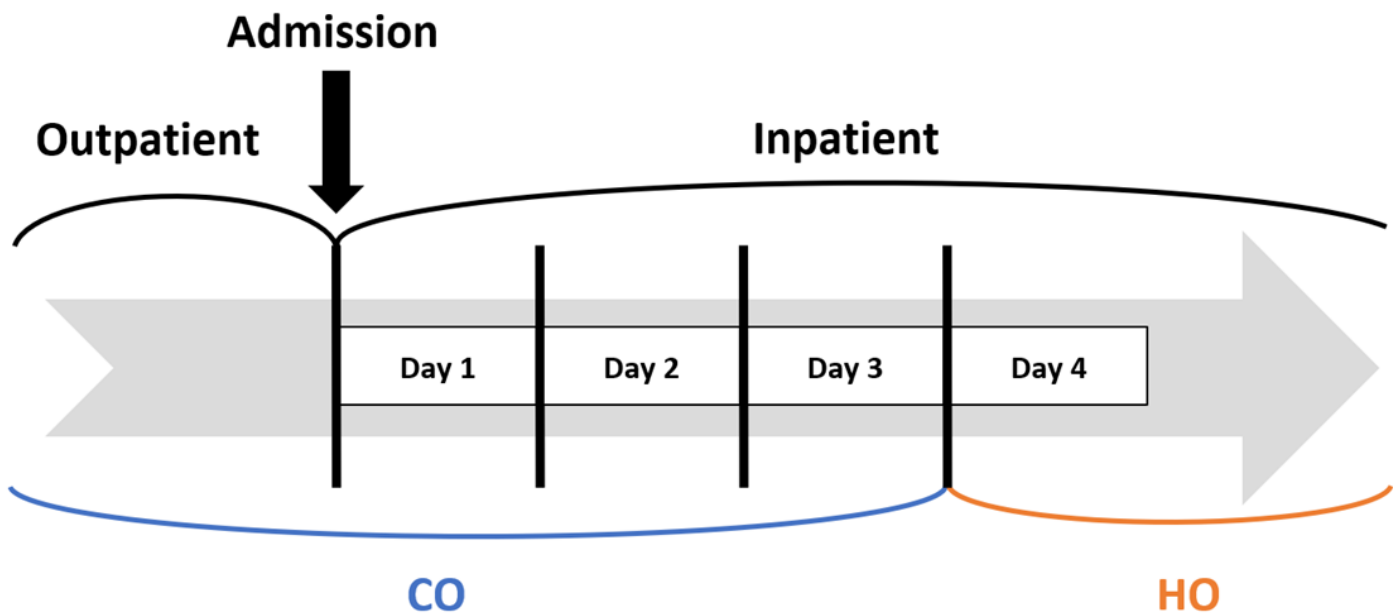 Admission
Outpatient
Inpatient
Day 1
Day 2
Day 3
Day 4
CO
HO